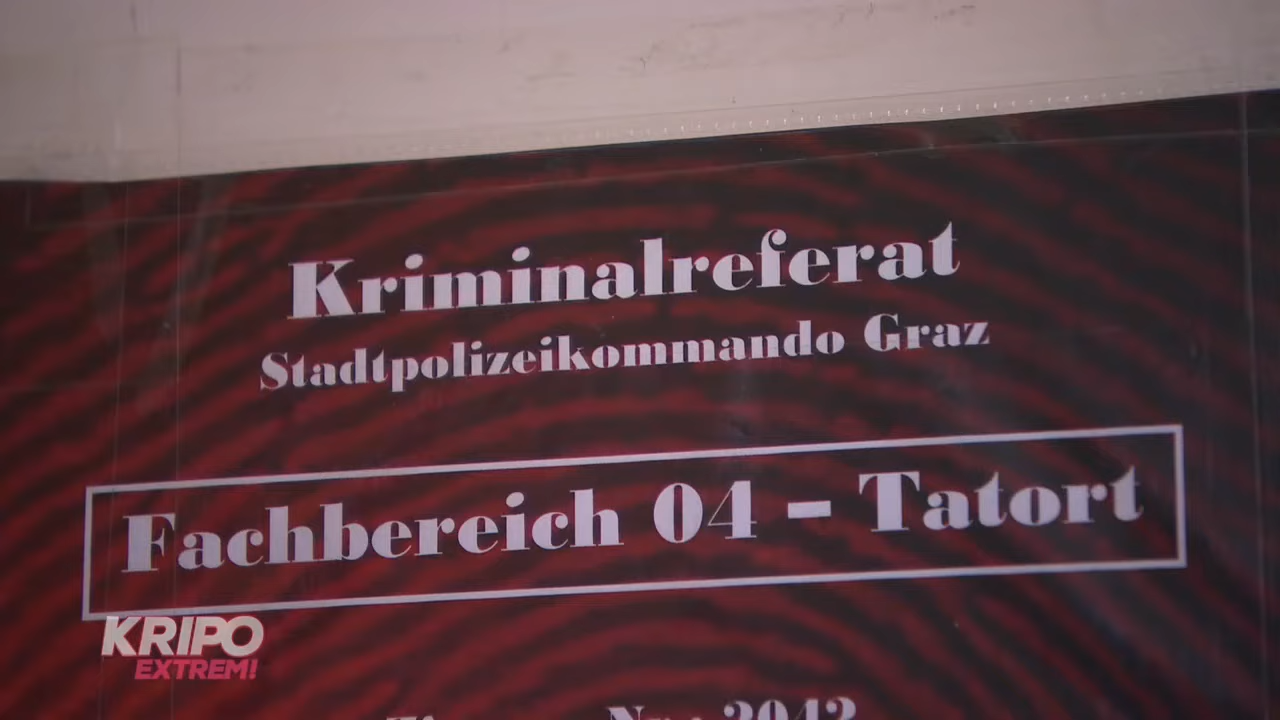 Kriminalreferat
Stadtpolizeikommando Graz
Fachbereich 04 – Tatort
KRIPO
EXTREM!